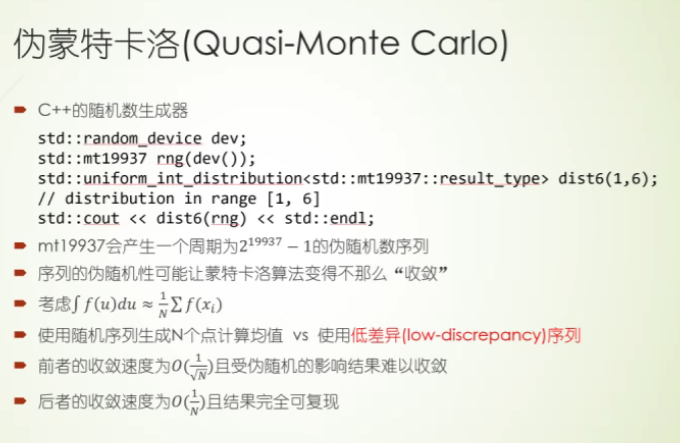 伪蒙特卡洛(Quasi-Monte Carlo)
C++的随机数生成器
std::random_device dev;
std::mt19937 rng(dev());
std::uniform_int_distribution<std::mt19937::result_type> dist6(1,6);
// distribution in range [1, 6]
std::cout << dist6(rng) << std::endl;
mt19937会产生一个周期为2^19937 − 1的伪随机数序列
序列的伪随机性可能让蒙特卡洛算法变得不那么“收敛”
考虑∫ f(u)du ≈ 1/N ∑ f(x_i)
使用随机序列生成N个点计算均值 vs 使用低差异(low-discrepancy)序列
前者的收敛速度为O(1/√N)且受伪随机的影响结果难以收敛
后者的收敛速度为O(1/N)且结果完全可复现